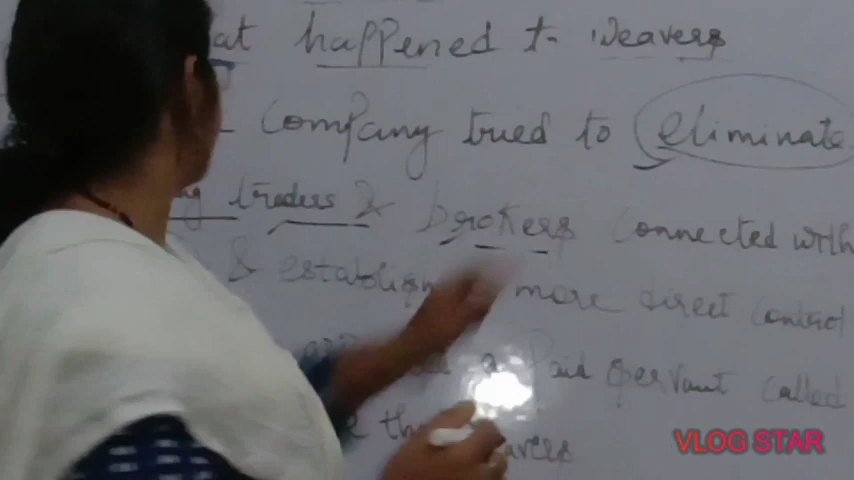 at happened to weavers
Company tried to eliminate
traders & brokers connected with
& establish more direct control
a Paid servant called
the
VLOG STAR